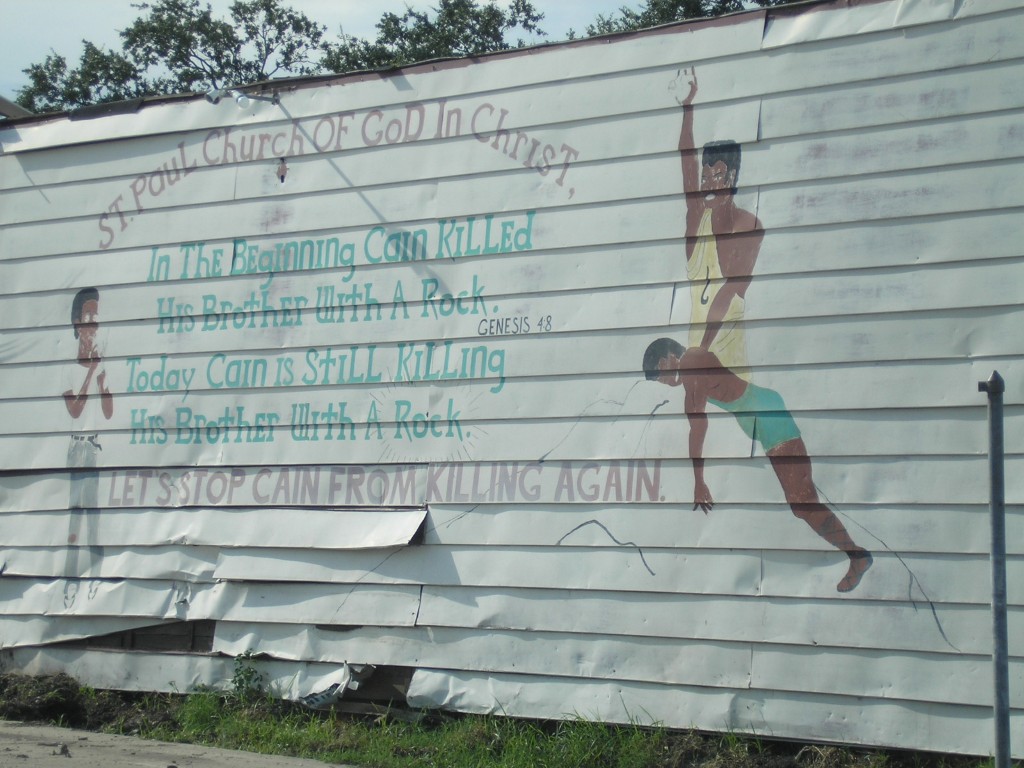 ST. PAUL Church OF GoD In CHrIST,
In THe Beginning Cain KiLLed
His Brother With A Rock.
GENESIS 4:8
Today Cain is STiLL KiLLing
His Brother With A Rock.
LET'S STOP CAIN FROM KILLING AGAIN.